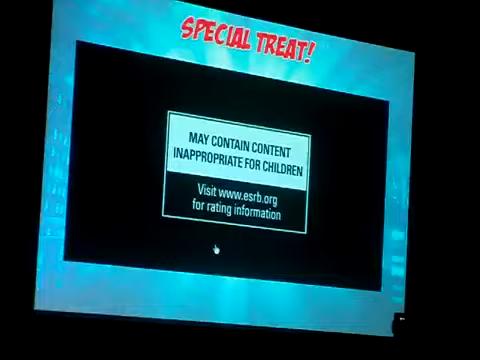 SPECIAL TREAT!
MAY CONTAIN CONTENT
INAPPROPRIATE FOR CHILDREN
Visit www.esrb.org
for rating information